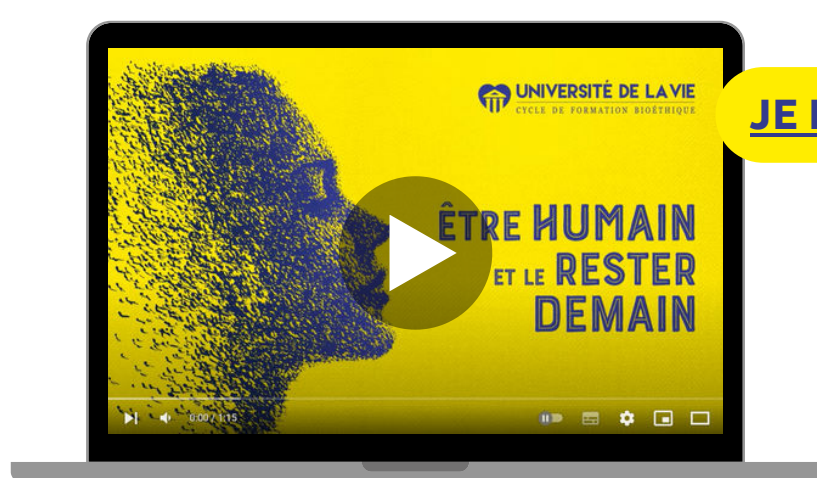 UNIVERSITÉ DE LA VIE
CYCLE DE FORMATION BIOÉTHIQUE
JE
ÊTRE HUMAIN
ET LE RESTER
DEMAIN
0:00 / 1:15